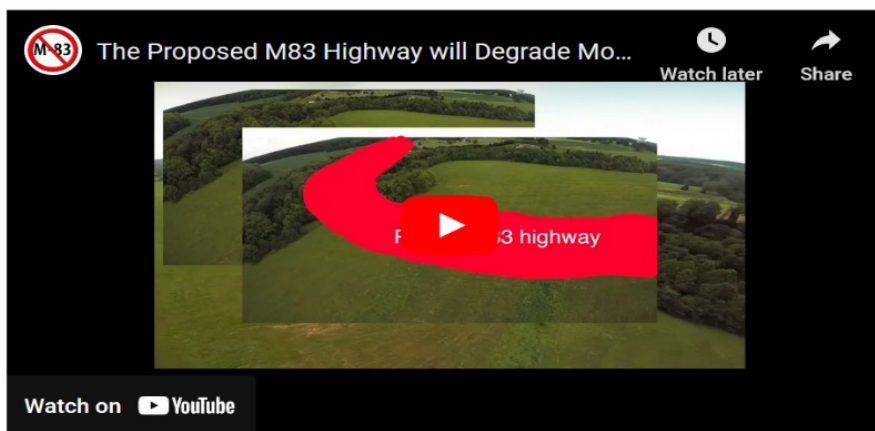 M-83
The Proposed M83 Highway will Degrade Mo...
Watch later
Share
83 highway
Watch on YouTube